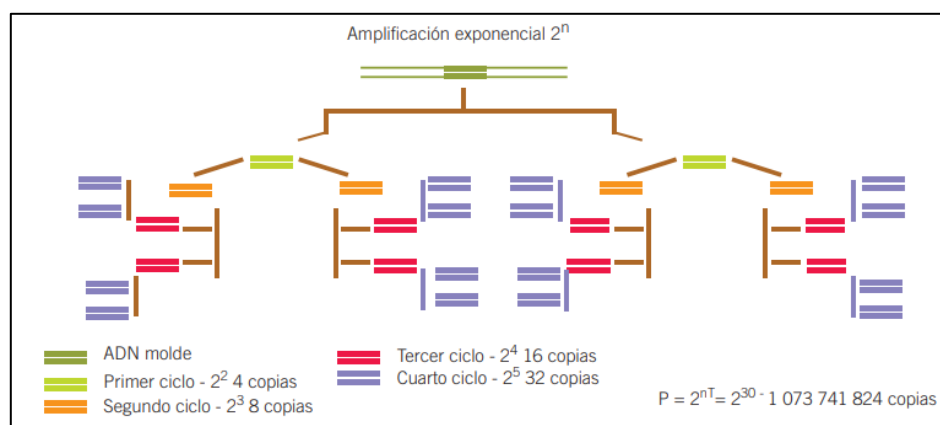 Amplificación exponencial 2ⁿ
ADN molde
Primer ciclo - 2² 4 copias
Segundo ciclo - 2³ 8 copias
Tercer ciclo - 2⁴ 16 copias
Cuarto ciclo - 2⁵ 32 copias
P = 2ⁿᵀ= 2³⁰ ⁻ 1 073 741 824 copias